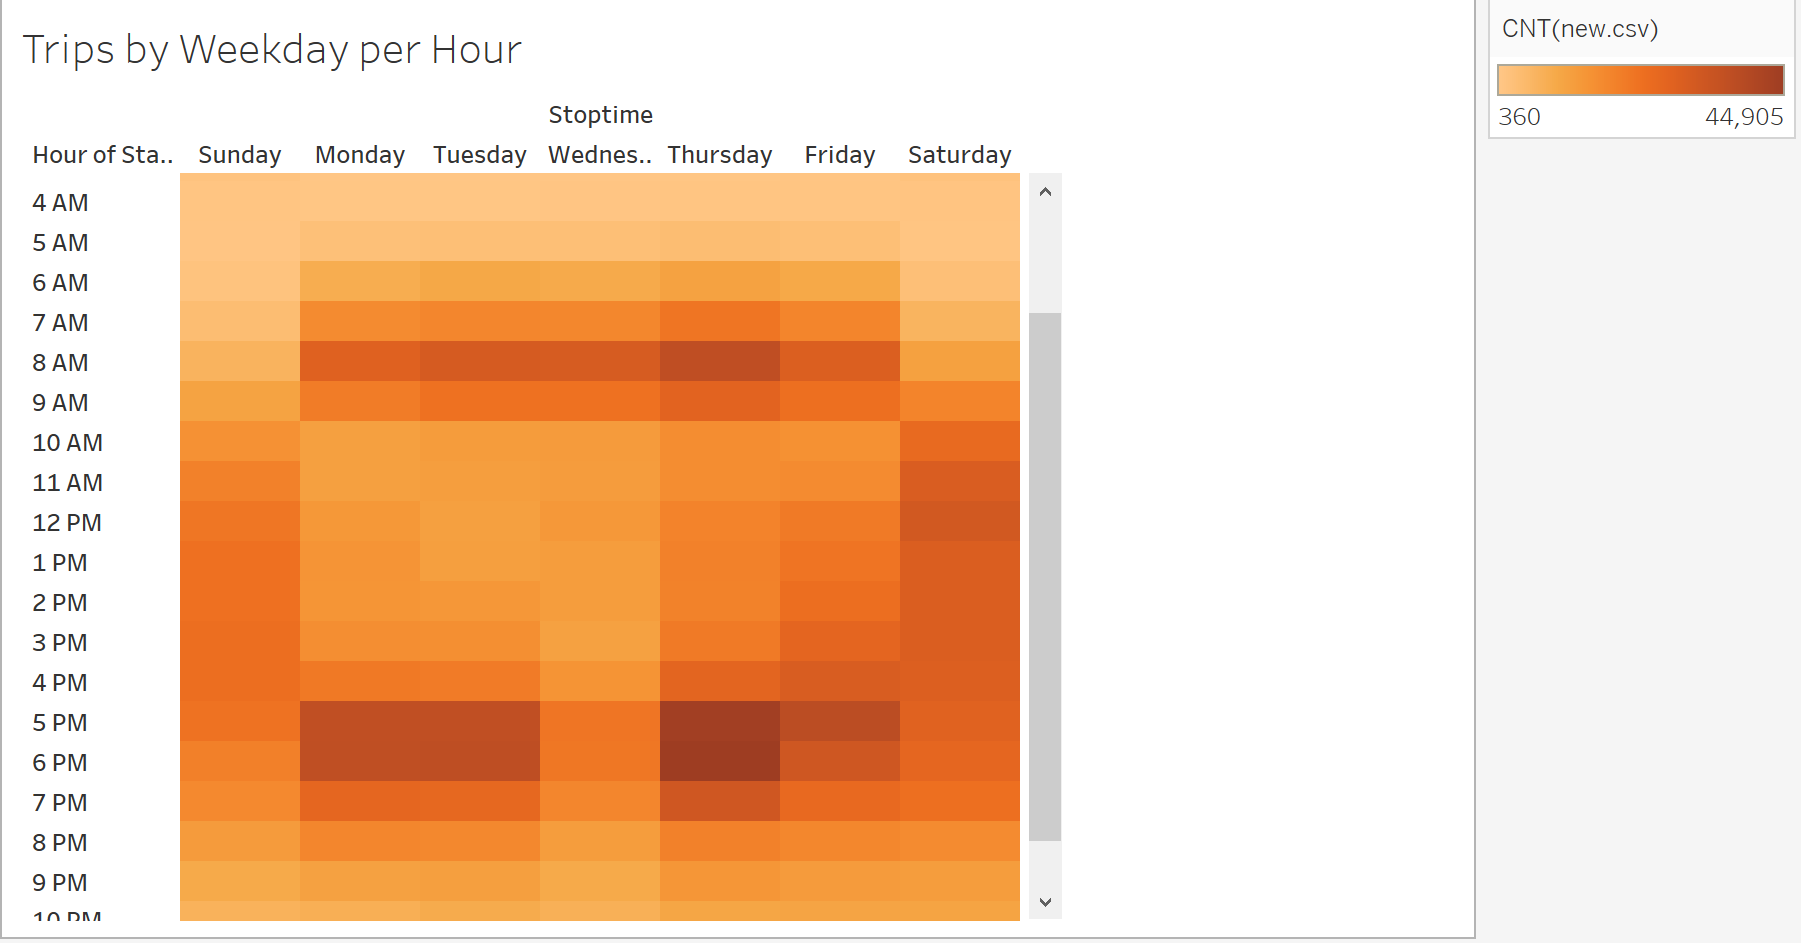 Trips by Weekday per Hour
Stoptime
Hour of Sta.. Sunday Monday Tuesday Wednes.. Thursday Friday Saturday
4 AM
5 AM
6 AM
7 AM
8 AM
9 AM
10 AM
11 AM
12 PM
1 PM
2 PM
3 PM
4 PM
5 PM
6 PM
7 PM
8 PM
9 PM
10 PM
CNT(new.csv)
360 44,905